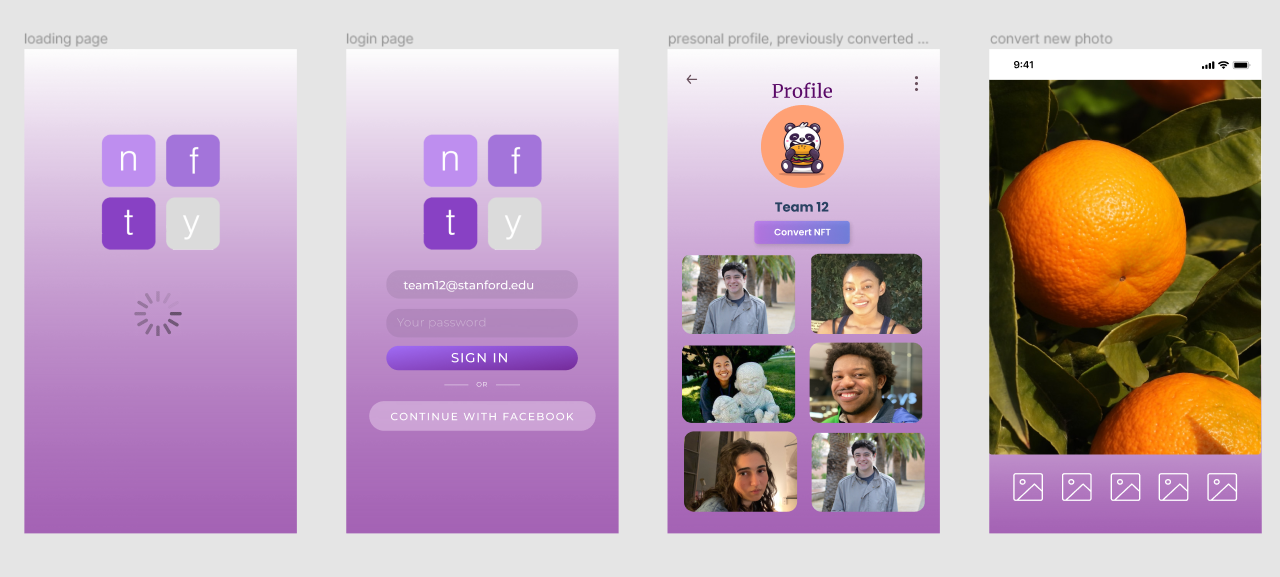 loading page
n f
t y
login page
n f
t y
team12@stanford.edu
Your password
SIGN IN
OR
CONTINUE WITH FACEBOOK
presonal profile, previously converted ...
Profile
Team 12
Convert NFT
convert new photo
9:41